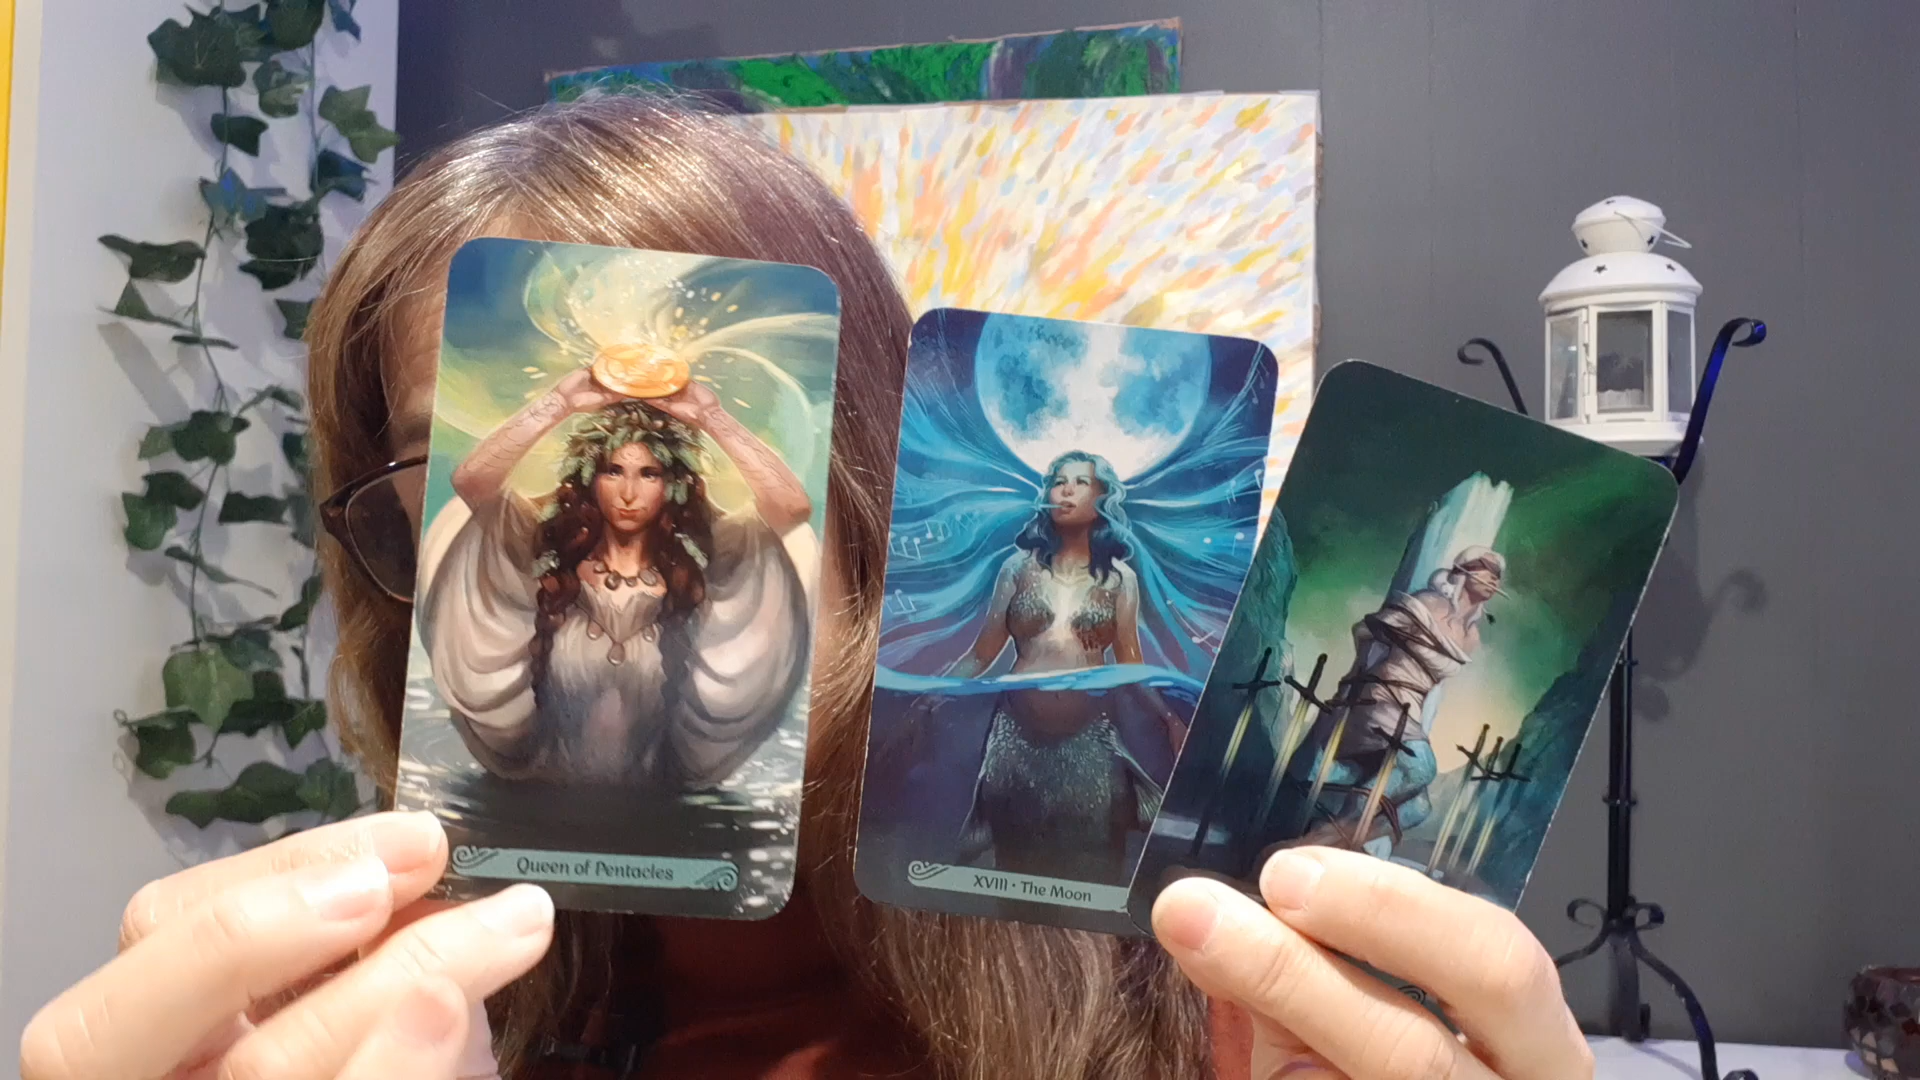 Queen of Pentacles
XVIII • The Moon